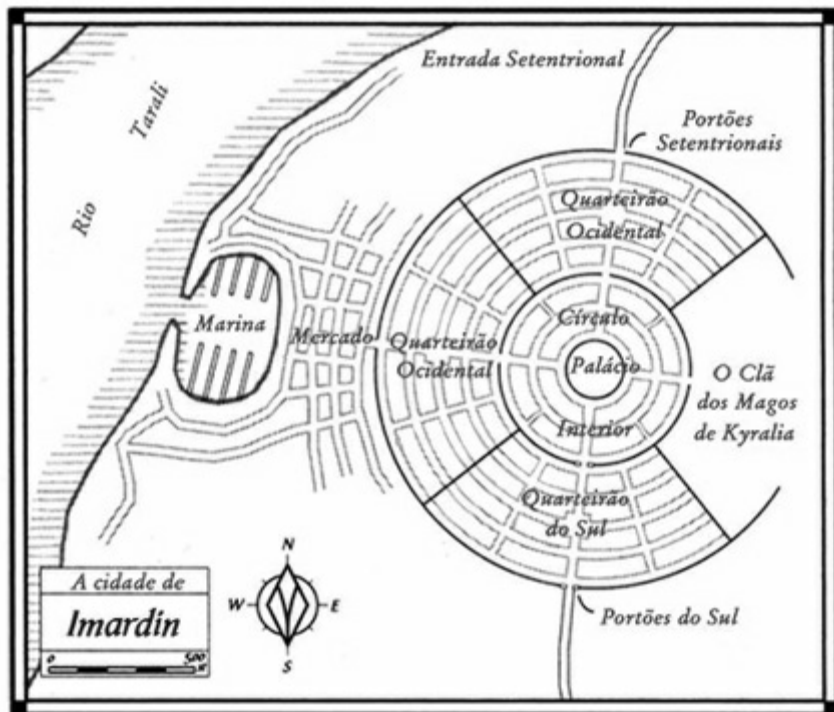 Entrada Setentrional
Rio Tarali
Portões
Setentrionais
Quarteirão
Ocidental
Marina
Mercado
Quarteirão
Ocidental
Círculo
Palácio
Interior
O Clã
dos Magos
de Kyralia
Quarteirão
do Sul
Portões do Sul
N
W
E
S
A cidade de
Imardin
0
500